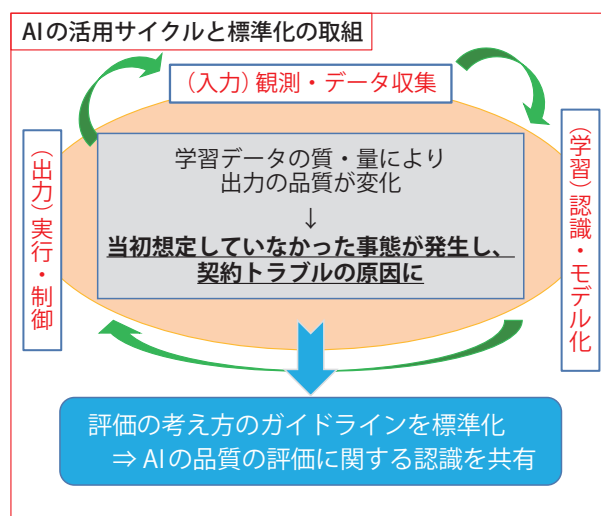 AIの活用サイクルと標準化の取組
(入力)観測・データ収集
(学習)認識・モデル化
(出力)実行・制御
学習データの質・量により
出力の品質が変化
↓
当初想定していなかった事態が発生し、
契約トラブルの原因に
評価の考え方のガイドラインを標準化
⇒ AIの品質の評価に関する認識を共有